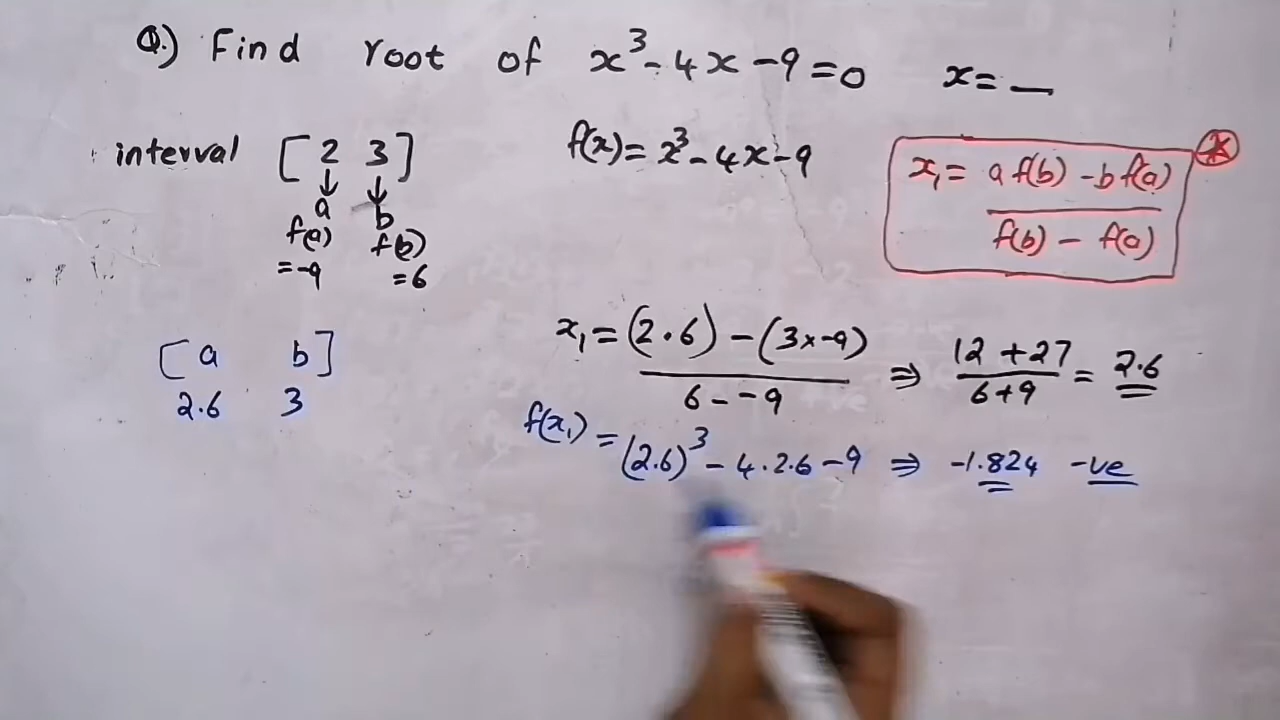 Q.) Find root of x³-4x-9=0 x=_
interval [2 3]
a b
f(a) f(b)
=-9 =6
f(x)=x³-4x-9
x₁= a f(b) - b f(a)
f(b) - f(a)
[a b]
2.6 3
x₁=(2·6)-(3x-9) ⇒ 12+27 = 2.6
6--9 6+9
f(x₁)=(2.6)³-4.2.6-9 ⇒ -1.824 -ve